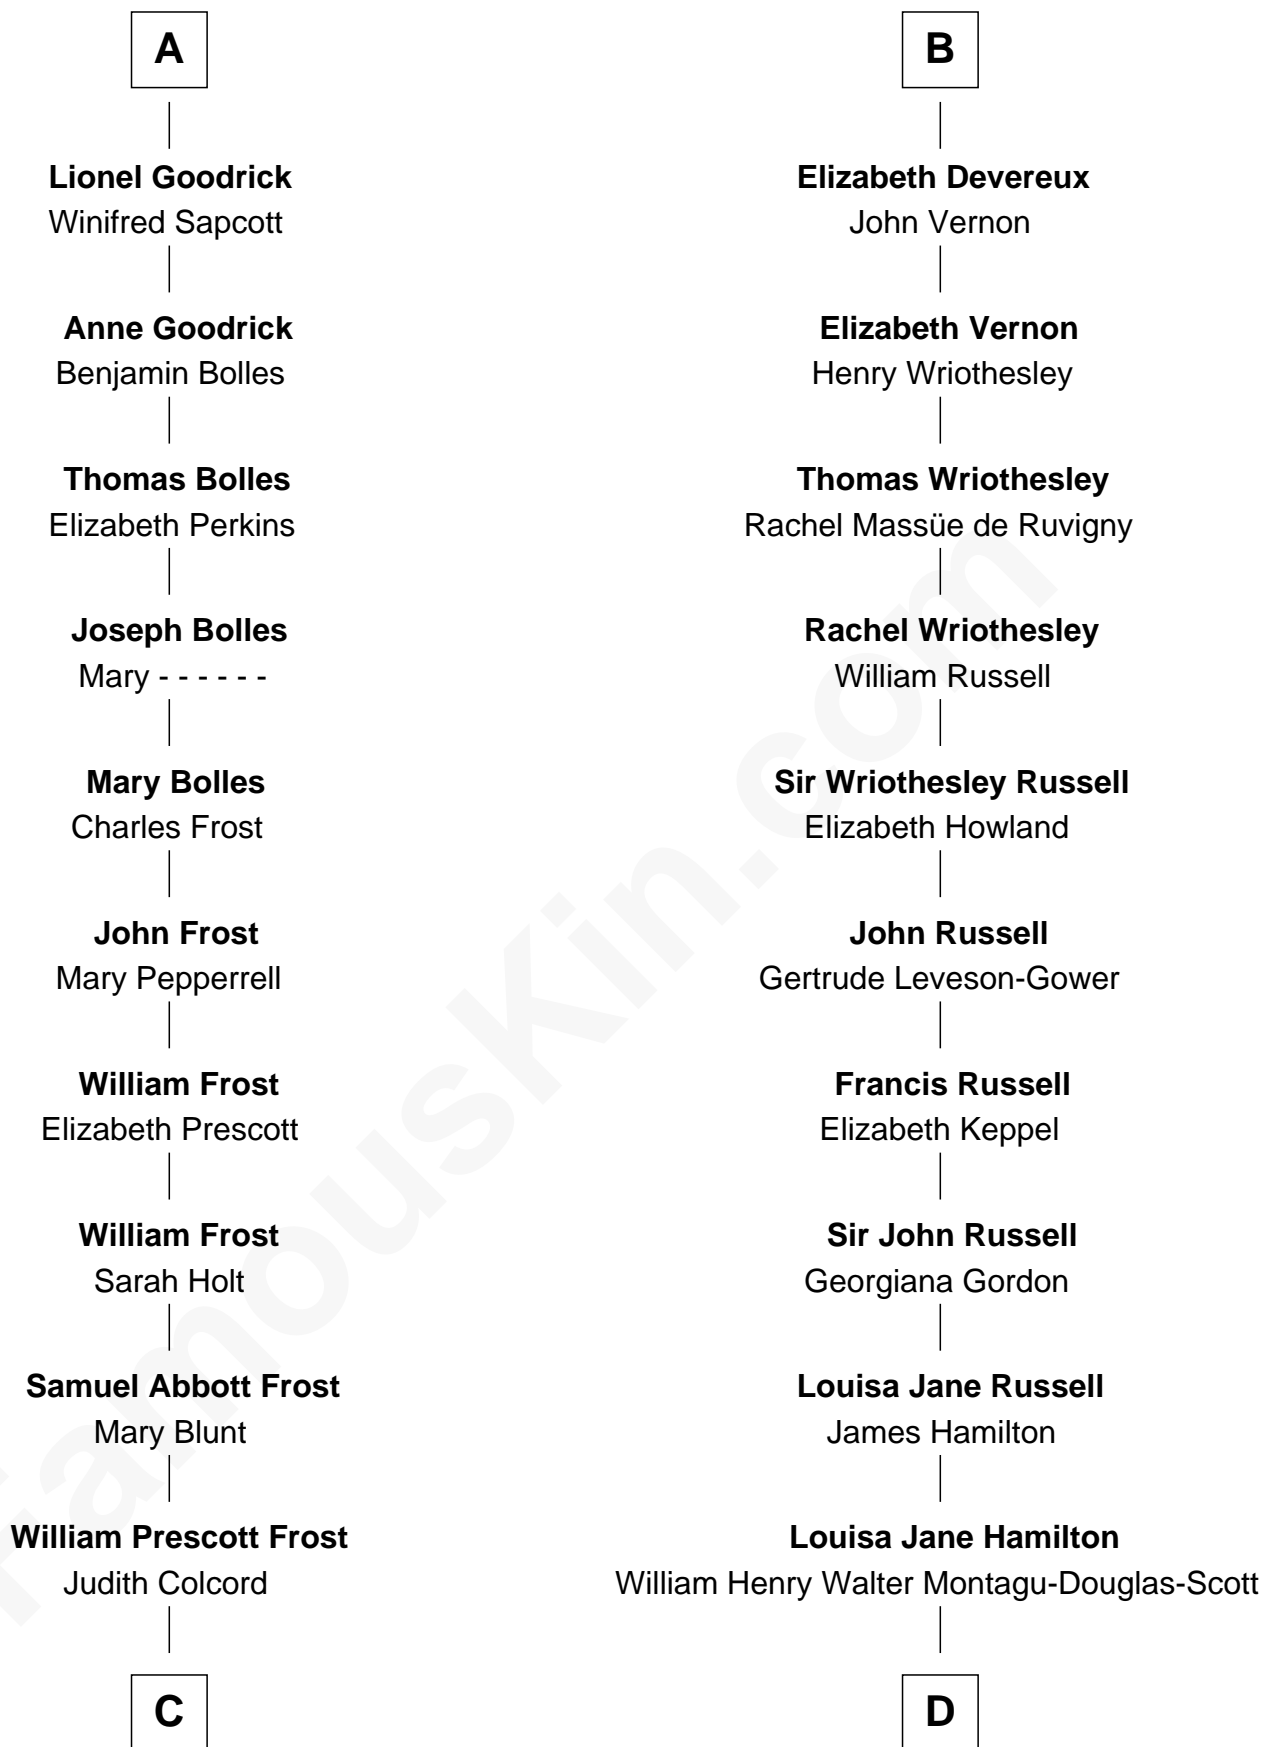 A
Lionel Goodrick
Winifred Sapcott
Anne Goodrick
Benjamin Bolles
Thomas Bolles
Elizabeth Perkins
Joseph Bolles
Mary - - - - - -
Mary Bolles
Charles Frost
John Frost
Mary Pepperrell
William Frost
Elizabeth Prescott
William Frost
Sarah Holt
Samuel Abbott Frost
Mary Blunt
William Prescott Frost
Judith Colcord
C
B
Elizabeth Devereux
John Vernon
Elizabeth Vernon
Henry Wriothesley
Thomas Wriothesley
Rachel Massüe de Ruvigny
Rachel Wriothesley
William Russell
Sir Wriothesley Russell
Elizabeth Howland
John Russell
Gertrude Leveson-Gower
Francis Russell
Elizabeth Keppel
Sir John Russell
Georgiana Gordon
Louisa Jane Russell
James Hamilton
Louisa Jane Hamilton
William Henry Walter Montagu-Douglas-Scott
D
FamousKin.com